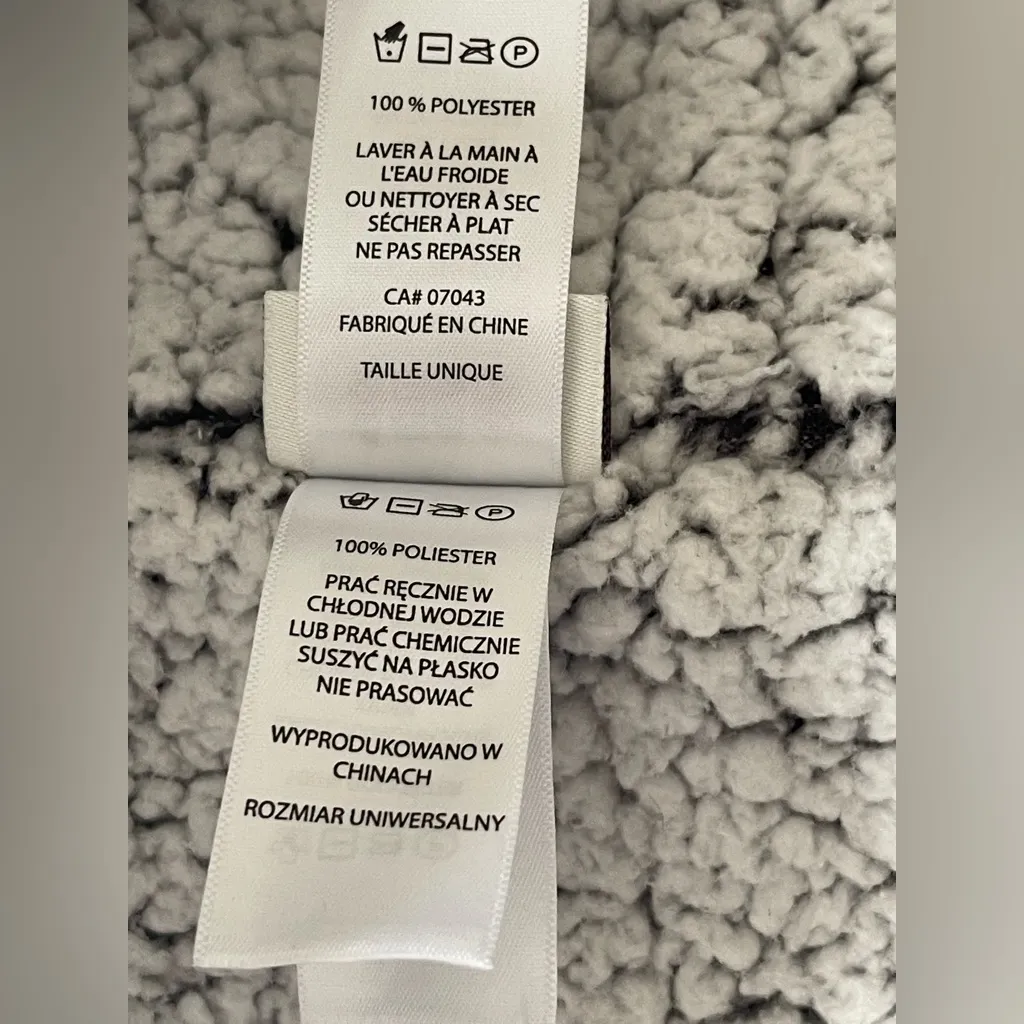 P
100 % POLYESTER
LAVER À LA MAIN À
L'EAU FROIDE
OU NETTOYER À SEC
SÉCHER À PLAT
NE PAS REPASSER
CA# 07043
FABRIQUÉ EN CHINE
TAILLE UNIQUE
P
100% POLIESTER
PRAĆ RĘCZNIE W
CHŁODNEJ WODZIE
LUB PRAĆ CHEMICZNIE
SUSZYĆ NA PŁASKO
NIE PRASOWAĆ
WYPRODUKOWANO W
CHINACH
ROZMIAR UNIWERSALNY